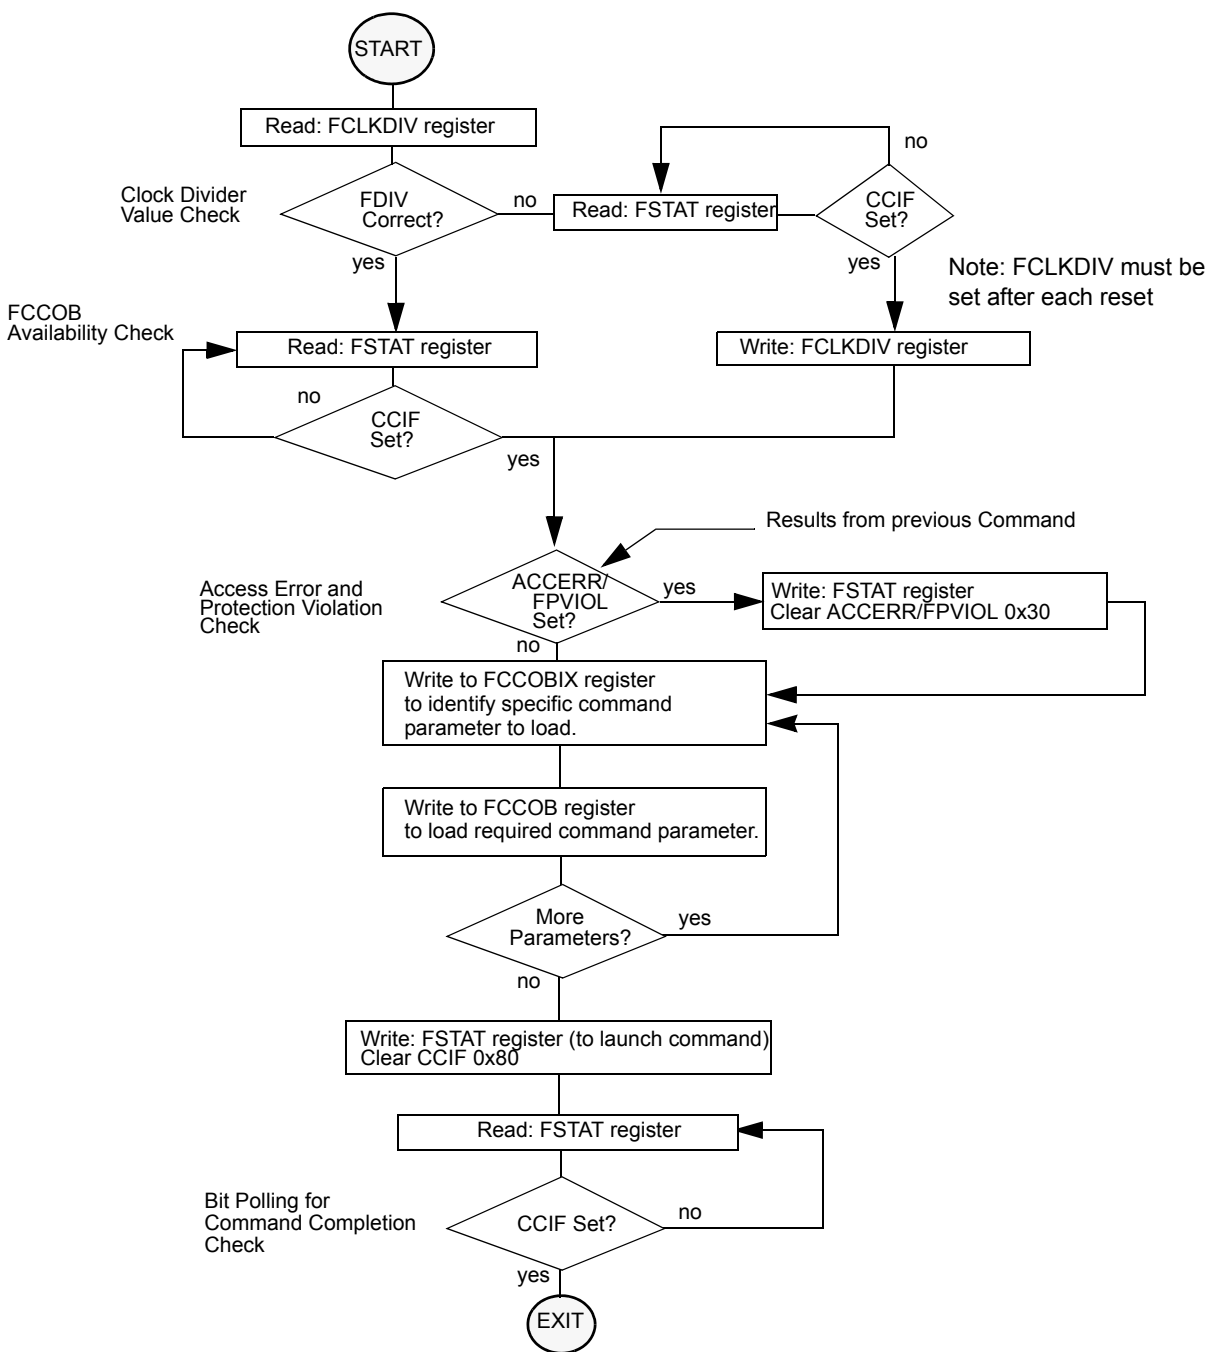 START
Read: FCLKDIV register
no
Clock Divider
Value Check
FDIV
Correct?
no
Read: FSTAT register
CCIF
Set?
yes
yes
Note: FCLKDIV must be
set after each reset
FCCOB
Availability Check
Read: FSTAT register
Write: FCLKDIV register
no
CCIF
Set?
yes
Results from previous Command
Access Error and
Protection Violation
Check
ACCERR/
FPVIOL
Set?
yes
Write: FSTAT register
Clear ACCERR/FPVIOL 0x30
no
Write to FCCOBIX register
to identify specific command
parameter to load.
Write to FCCOB register
to load required command parameter.
More
Parameters?
yes
no
Write: FSTAT register (to launch command)
Clear CCIF 0x80
Read: FSTAT register
Bit Polling for
Command Completion
Check
CCIF Set?
no
yes
EXIT